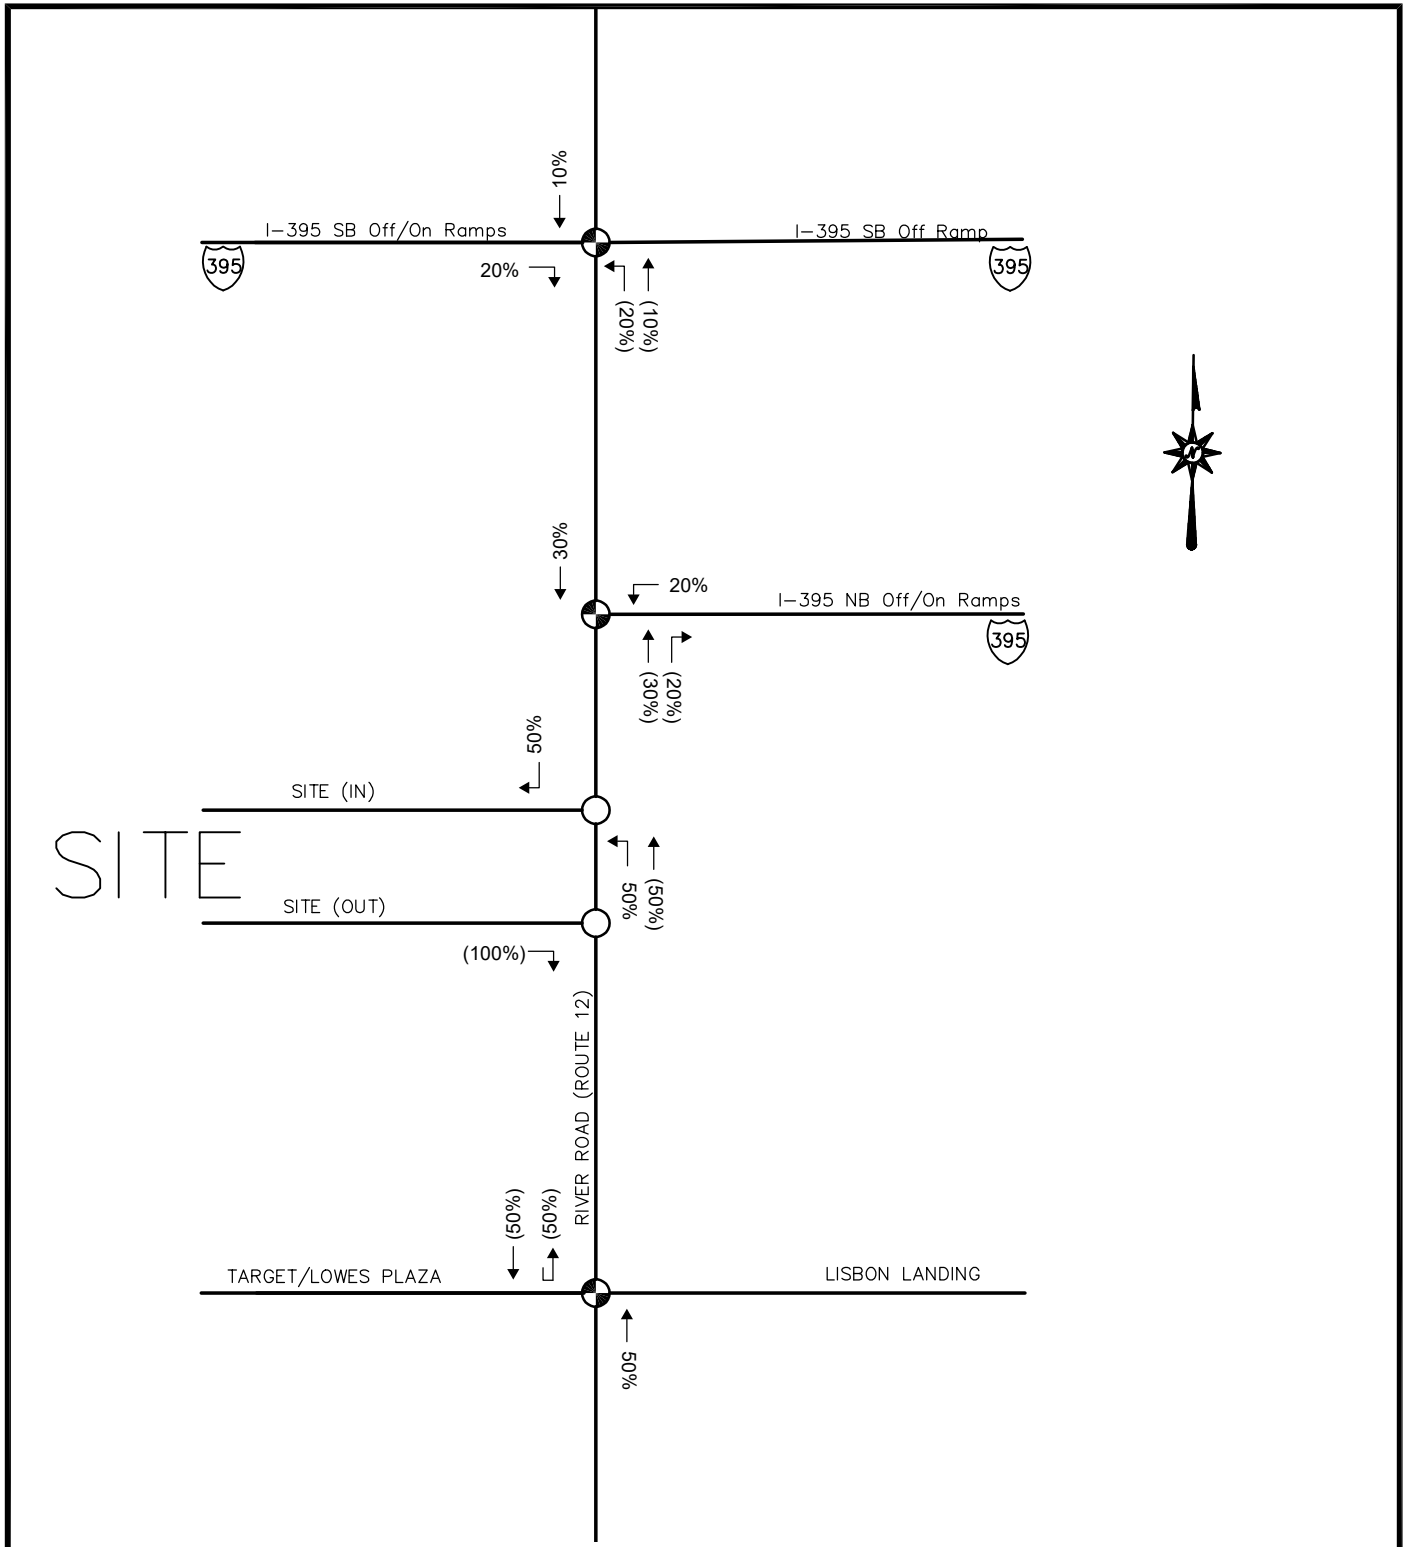 10%
I-395 SB Off/On Ramps
I-395 SB Off Ramp
395
20%
395
(20%)
(10%)
N
30%
20%
I-395 NB Off/On Ramps
395
(30%)
(20%)
50%
SITE (IN)
SITE
50%
(50%)
SITE (OUT)
(100%)
RIVER ROAD (ROUTE 12)
(50%)
(50%)
TARGET/LOWES PLAZA
LISBON LANDING
50%